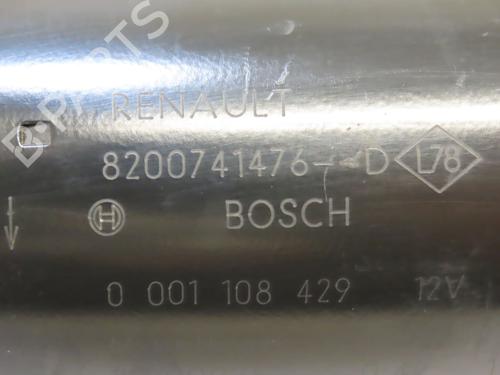 RENAULT
8200741476--D L78
BOSCH
0 001 108 429 12V